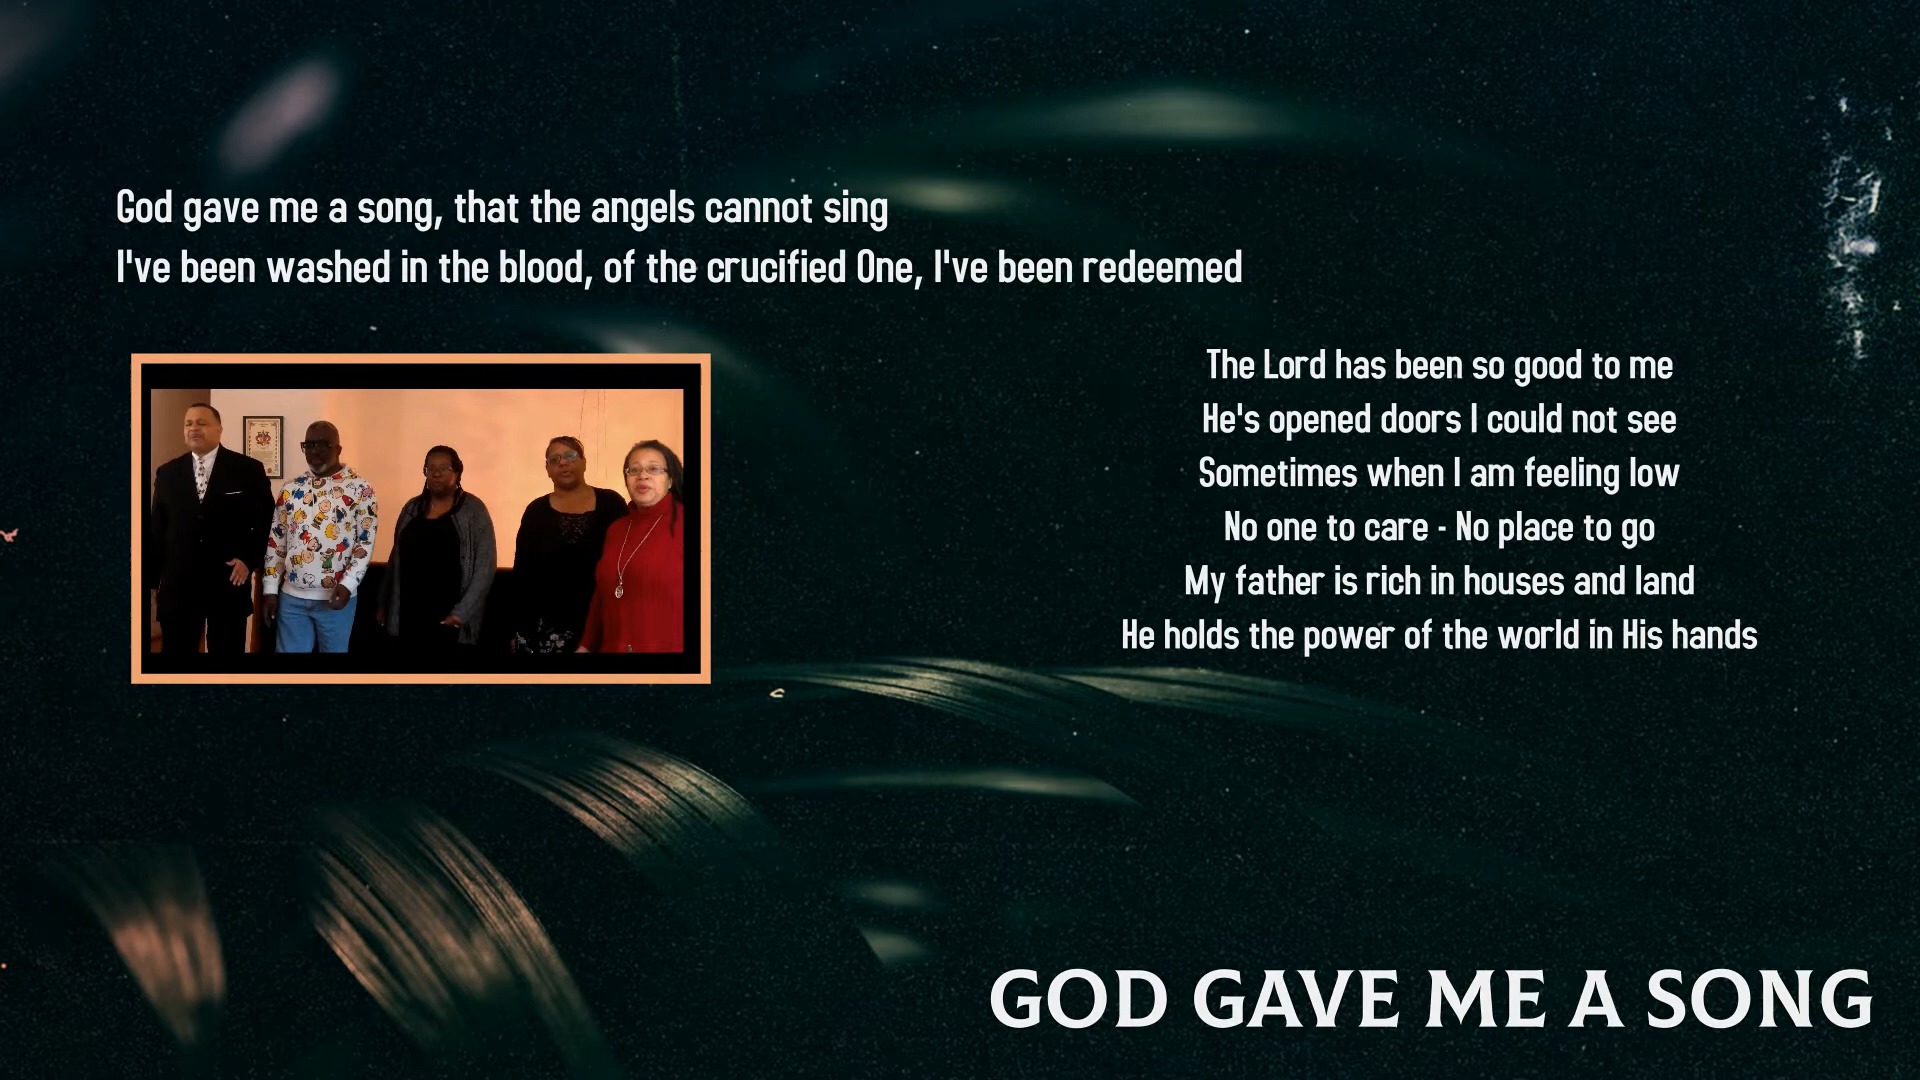 God gave me a song, that the angels cannot sing
I've been washed in the blood, of the crucified One, I've been redeemed
The Lord has been so good to me
He's opened doors I could not see
Sometimes when I am feeling low
No one to care - No place to go
My father is rich in houses and land
He holds the power of the world in His hands
GOD GAVE ME A SONG